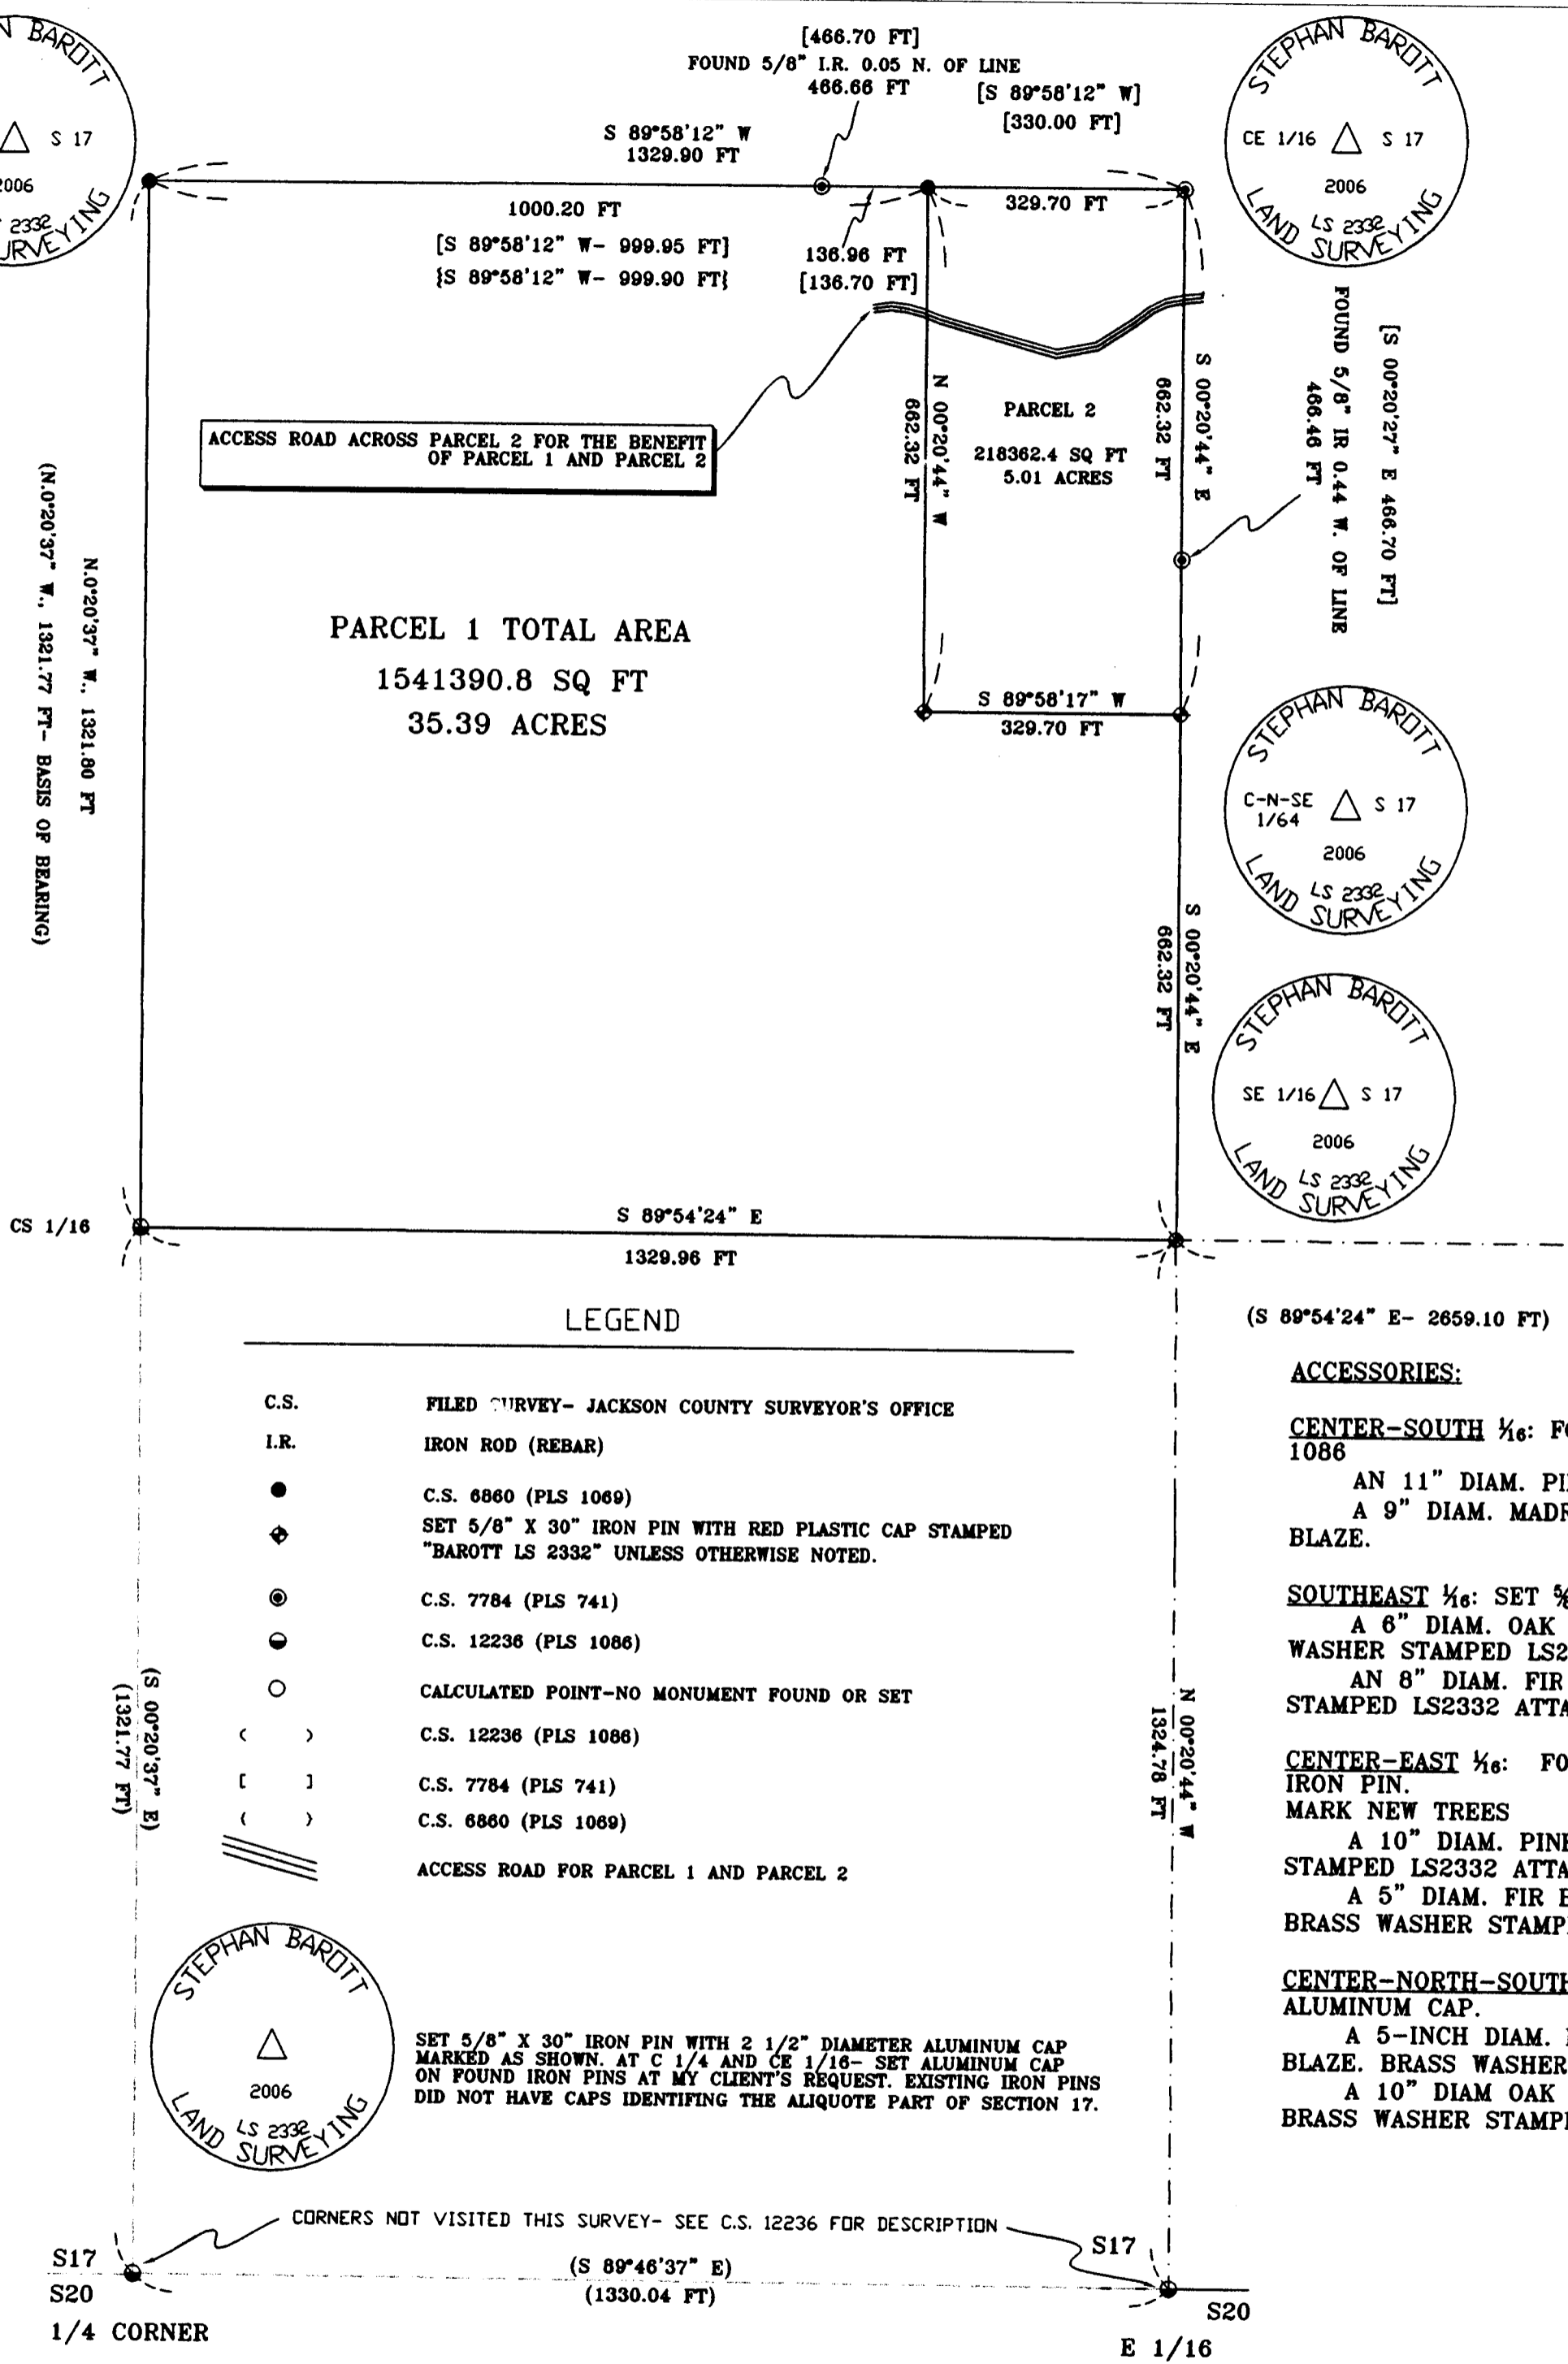 N BAROTT
S 17
2006
2332
URVEYING
[466.70 FT]
FOUND 5/8" I.R. 0.05 N. OF LINE
466.66 FT
[S 89°58'12" W]
[330.00 FT]
S 89°58'12" W
1329.90 FT
STEPHAN BAROTT
CE 1/16 S 17
2006
LS 2332
LAND SURVEYING
1000.20 FT
329.70 FT
[S 89°58'12" W- 999.95 FT]
{S 89°58'12" W- 999.90 FT{
136.96 FT
[136.70 FT]
ACCESS ROAD ACROSS PARCEL 2 FOR THE BENEFIT
OF PARCEL 1 AND PARCEL 2
N 00°20'44" W
662.32 FT
PARCEL 2
218362.4 SQ FT
5.01 ACRES
S 00°20'44" E
662.32 FT
[S 00°20'27" E 466.70 FT]
FOUND 5/8" IR 0.44 W. OF LINE
466.46 FT
N.0°20'37" W., 1321.80 FT
(N.0°20'37" W., 1321.77 FT- BASIS OF BEARING)
PARCEL 1 TOTAL AREA
1541390.8 SQ FT
35.39 ACRES
S 89°58'17" W
329.70 FT
STEPHAN BAROTT
C-N-SE S 17
1/64
2006
LS 2332
LAND SURVEYING
S 00°20'44" E
662.32 FT
STEPHAN BAROTT
SE 1/16 S 17
2006
LS 2332
LAND SURVEYING
CS 1/16
S 89°54'24" E
1329.96 FT
(S 89°54'24" E- 2659.10 FT)
LEGEND
C.S. FILED SURVEY- JACKSON COUNTY SURVEYOR'S OFFICE
I.R. IRON ROD (REBAR)
C.S. 6860 (PLS 1069)
SET 5/8" X 30" IRON PIN WITH RED PLASTIC CAP STAMPED
"BAROTT LS 2332" UNLESS OTHERWISE NOTED.
C.S. 7784 (PLS 741)
C.S. 12236 (PLS 1086)
CALCULATED POINT-NO MONUMENT FOUND OR SET
( ) C.S. 12236 (PLS 1086)
[ ] C.S. 7784 (PLS 741)
{ } C.S. 6860 (PLS 1069)
ACCESS ROAD FOR PARCEL 1 AND PARCEL 2
(S 00°20'37" E)
(1321.77 FT)
N 00°20'44" W
1324.78 FT
STEPHAN BAROTT
2006
LS 2332
LAND SURVEYING
SET 5/8" X 30" IRON PIN WITH 2 1/2" DIAMETER ALUMINUM CAP
MARKED AS SHOWN. AT C 1/4 AND CE 1/16- SET ALUMINUM CAP
ON FOUND IRON PINS AT MY CLIENT'S REQUEST. EXISTING IRON PINS
DID NOT HAVE CAPS IDENTIFING THE ALIQUOTE PART OF SECTION 17.
CORNERS NOT VISITED THIS SURVEY- SEE C.S. 12236 FOR DESCRIPTION
S17
S20
1/4 CORNER
(S 89°46'37" E)
(1330.04 FT)
S17
S20
E 1/16
ACCESSORIES:
CENTER-SOUTH 1/16: FO
1086
AN 11" DIAM. PI
A 9" DIAM. MADR
BLAZE.
SOUTHEAST 1/16: SET 5/
A 6" DIAM. OAK
WASHER STAMPED LS2
AN 8" DIAM. FIR
STAMPED LS2332 ATTA
CENTER-EAST 1/16: FO
IRON PIN.
MARK NEW TREES
A 10" DIAM. PINE
STAMPED LS2332 ATTA
A 5" DIAM. FIR
BRASS WASHER STAMP
CENTER-NORTH-SOUTH
ALUMINUM CAP.
A 5-INCH DIAM.
BLAZE. BRASS WASHER
A 10" DIAM OAK
BRASS WASHER STAMP